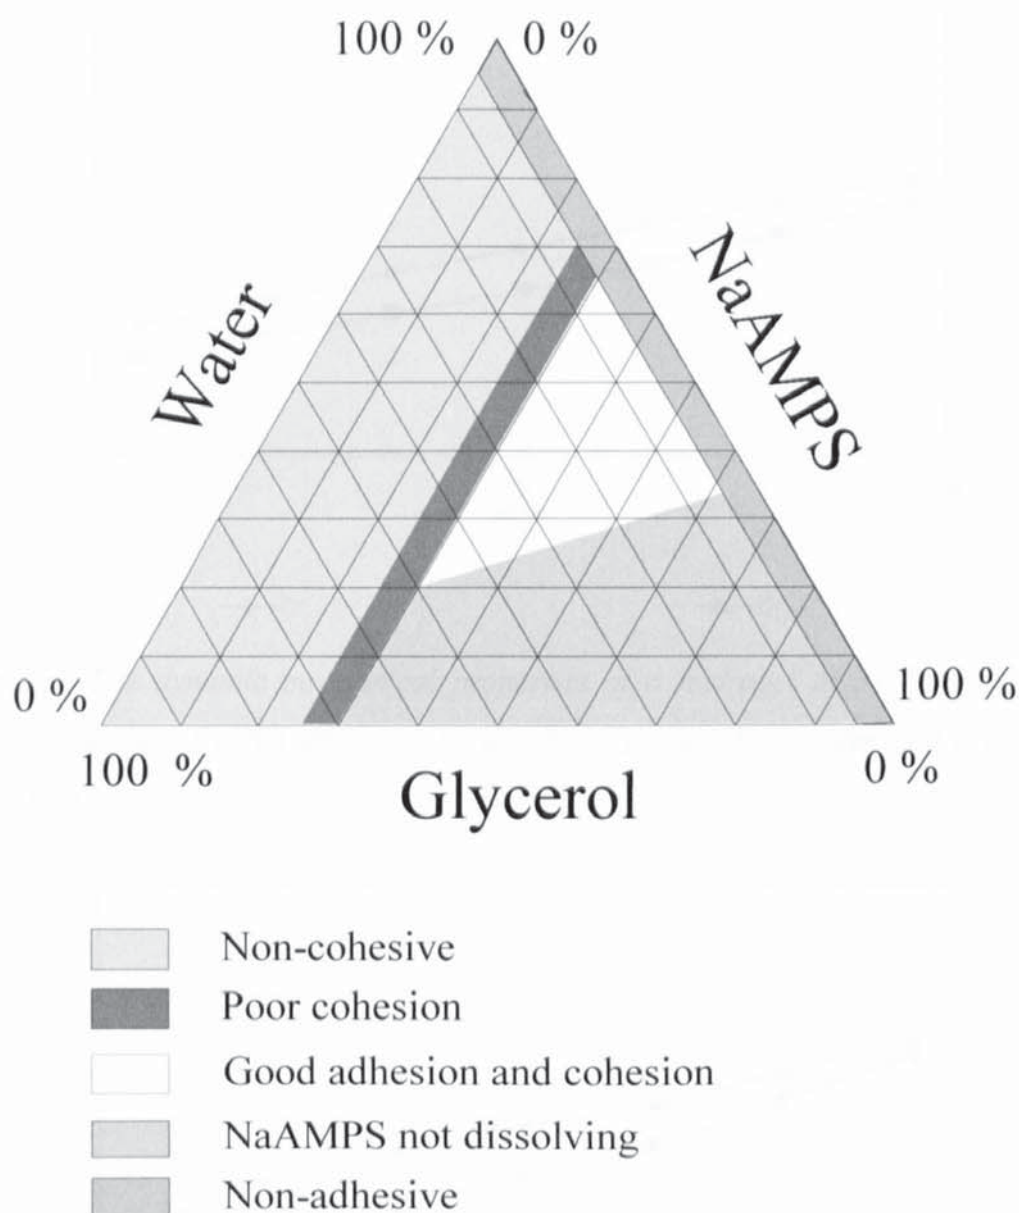 100 % 0 %
Water
NaAMPS
0 %
100 %
100 %
0 %
Glycerol
Non-cohesive
Poor cohesion
Good adhesion and cohesion
NaAMPS not dissolving
Non-adhesive